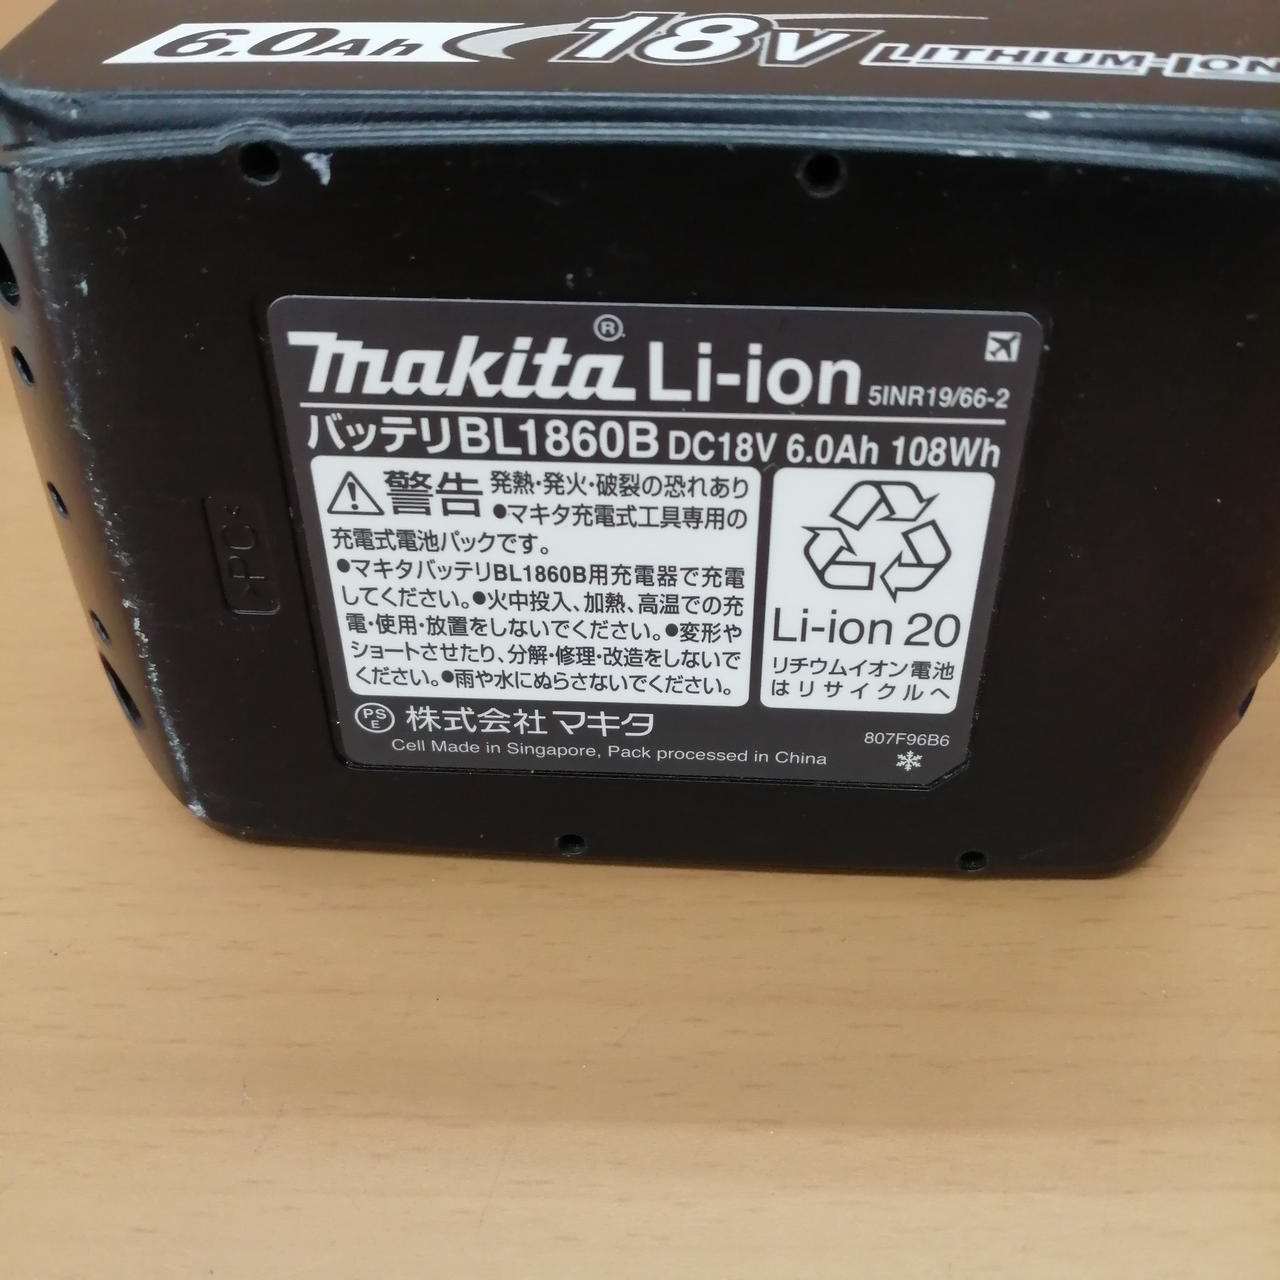 6.0Ah 18V LITHIUM-ION
makita® Li-ion 5INR19/66-2
バッテリBL1860B DC18V 6.0Ah 108Wh
警告 発熱・発火・破裂の恐れあり
●マキタ充電式工具専用の
充電式電池パックです。
●マキタバッテリBL1860B用充電器で充電
してください。●火中投入、加熱、高温での充
電・使用・放置をしないでください。●変形や
ショートさせたり、分解・修理・改造をしないで
ください。●雨や水にぬらさないでください。
Li-ion 20
リチウムイオン電池
はリサイクルへ
PSE 株式会社マキタ
807F96B6
Cell Made in Singapore, Pack processed in China
>PC<